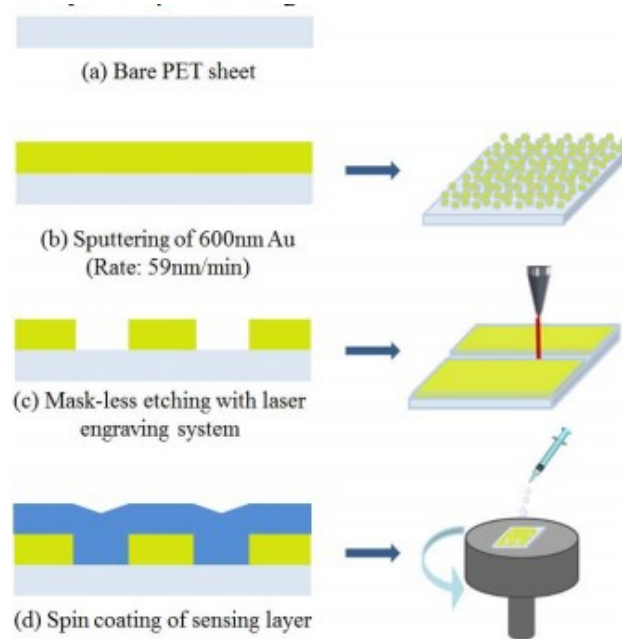 (a) Bare PET sheet
(b) Sputtering of 600nm Au
(Rate: 59nm/min)
(c) Mask-less etching with laser
engraving system
(d) Spin coating of sensing layer